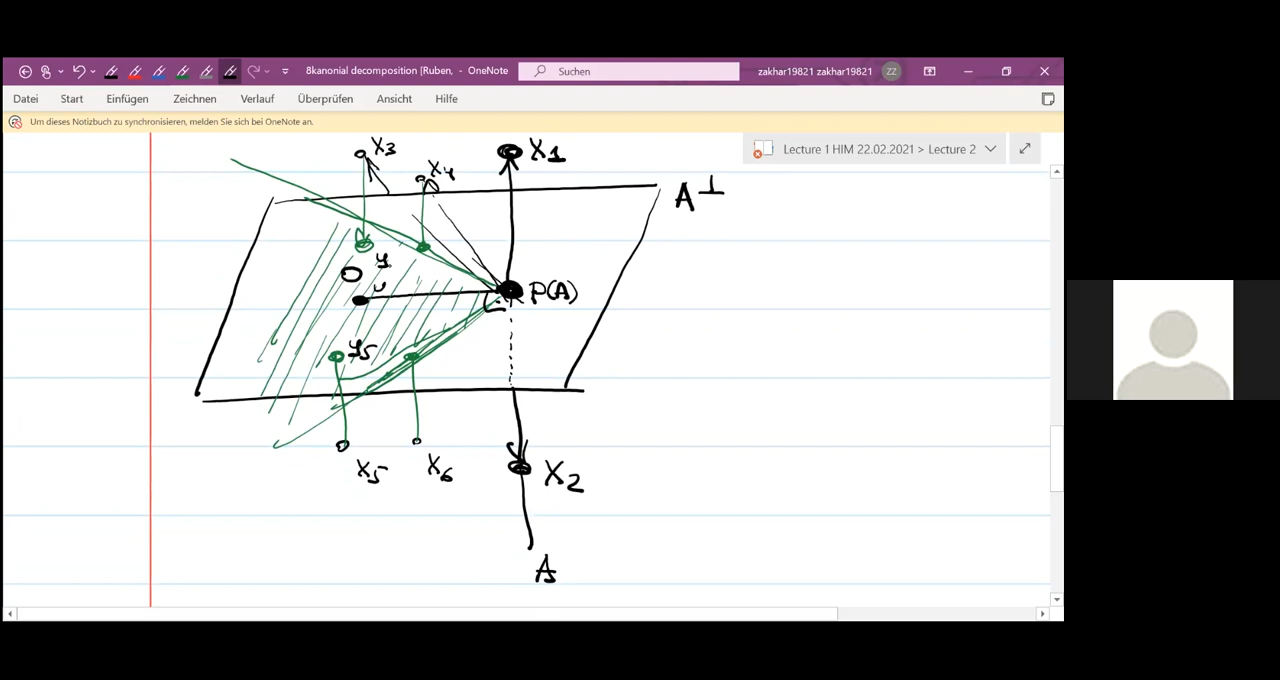 8kanonial decomposition [Ruben, - OneNote
Suchen
zakhar19821 zakhar19821
ZZ
Datei Start Einfügen Zeichnen Verlauf Überprüfen Ansicht Hilfe
Um dieses Notizbuch zu synchronisieren, melden Sie sich bei OneNote an.
Lecture 1 HIM 22.02.2021 > Lecture 2
X3
X4
X1
A⊥
O
P(A)
y5
X5
X6
X2
A